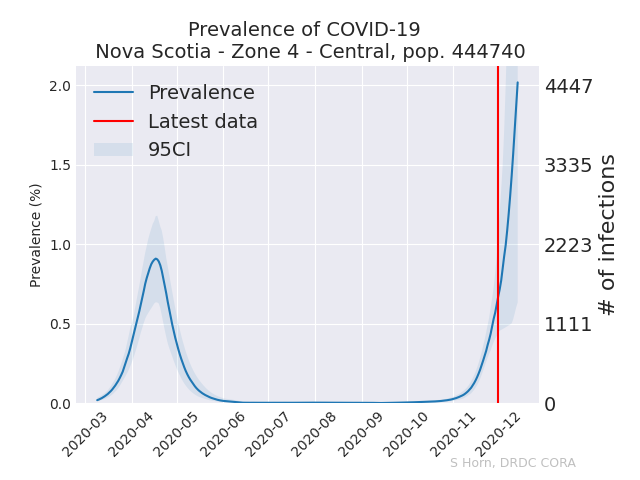 Prevalence of COVID-19
Nova Scotia - Zone 4 - Central, pop. 444740
Prevalence
Latest data
95CI
Prevalence (%)
2.0
1.5
1.0
0.5
0.0
4447
3335
2223
1111
0
# of infections
2020-03
2020-04
2020-05
2020-06
2020-07
2020-08
2020-09
2020-10
2020-11
2020-12
S Horn, DRDC CORA